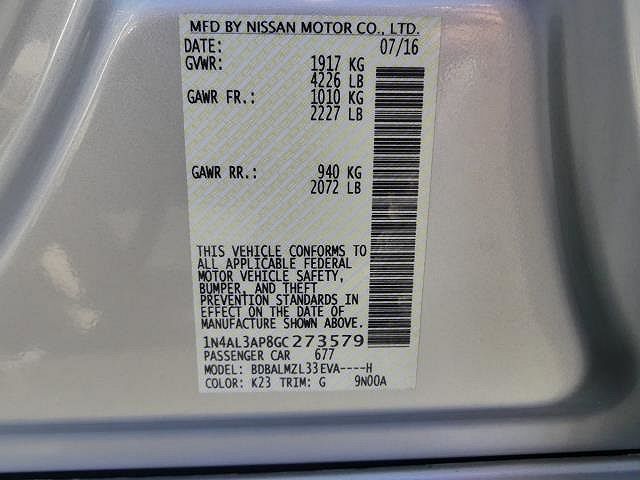 MFD BY NISSAN MOTOR CO., LTD.
DATE: 07/16
GVWR: 1917 KG
4226 LB
GAWR FR.: 1010 KG
2227 LB
GAWR RR.: 940 KG
2072 LB
THIS VEHICLE CONFORMS TO
ALL APPLICABLE FEDERAL
MOTOR VEHICLE SAFETY,
BUMPER, AND THEFT
PREVENTION STANDARDS IN
EFFECT ON THE DATE OF
MANUFACTURE SHOWN ABOVE.
1N4AL3AP8GC273579
PASSENGER CAR 677
MODEL: BDBALMZL33EVA----H
COLOR: K23 TRIM: G 9N00A